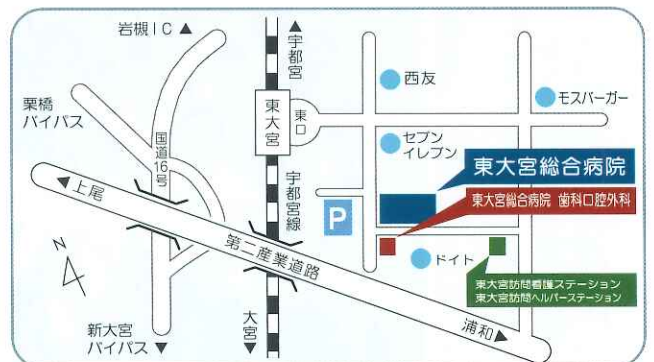 岩槻IC▲
▲宇都宮
栗橋
バイパス
国道16号
東大宮
東口
西友
モスバーガー
セブン
イレブン
東大宮総合病院
東大宮総合病院 歯科口腔外科
◀上尾
宇都宮線
P
N
第二産業道路
ドイト
東大宮訪問看護ステーション
東大宮訪問ヘルパーステーション
新大宮
バイパス▼
大宮▼
浦和▶